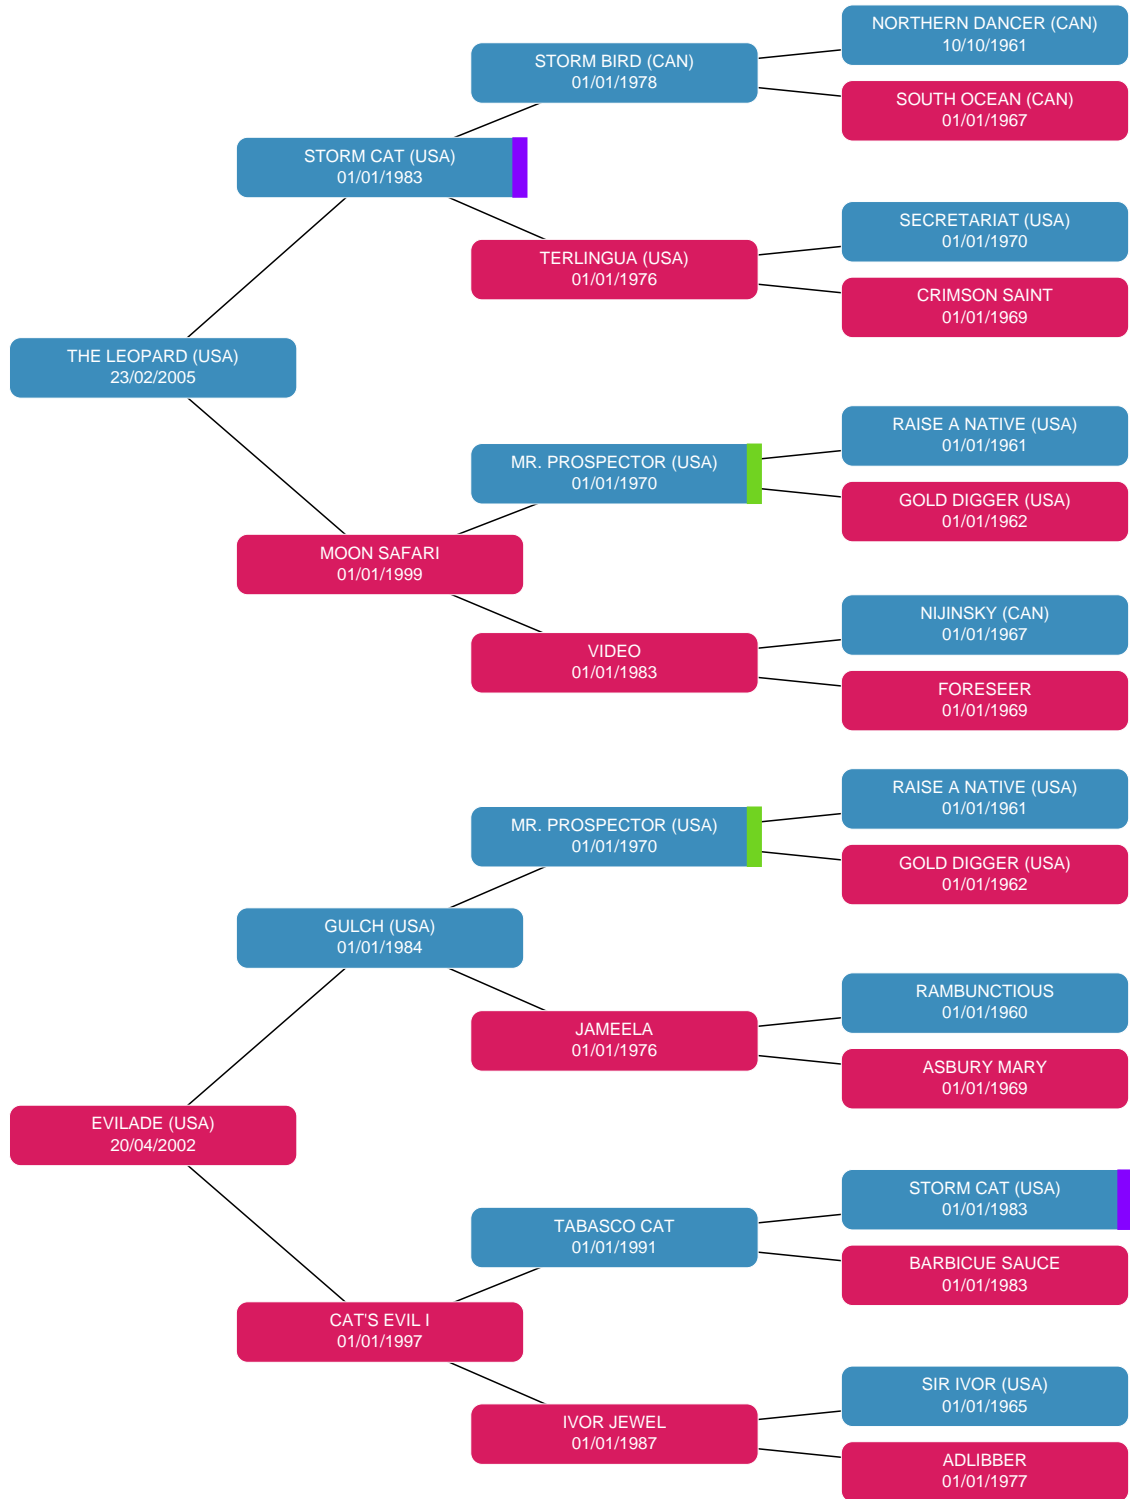 NORTHERN DANCER (CAN)
10/10/1961
STORM BIRD (CAN)
01/01/1978
SOUTH OCEAN (CAN)
01/01/1967
STORM CAT (USA)
01/01/1983
SECRETARIAT (USA)
01/01/1970
TERLINGUA (USA)
01/01/1976
CRIMSON SAINT
01/01/1969
THE LEOPARD (USA)
23/02/2005
RAISE A NATIVE (USA)
01/01/1961
MR. PROSPECTOR (USA)
01/01/1970
GOLD DIGGER (USA)
01/01/1962
MOON SAFARI
01/01/1999
NIJINSKY (CAN)
01/01/1967
VIDEO
01/01/1983
FORESEER
01/01/1969
RAISE A NATIVE (USA)
01/01/1961
MR. PROSPECTOR (USA)
01/01/1970
GOLD DIGGER (USA)
01/01/1962
GULCH (USA)
01/01/1984
RAMBUNCTIOUS
01/01/1960
JAMEELA
01/01/1976
ASBURY MARY
01/01/1969
EVILADE (USA)
20/04/2002
STORM CAT (USA)
01/01/1983
TABASCO CAT
01/01/1991
BARBICUE SAUCE
01/01/1983
CAT'S EVIL I
01/01/1997
SIR IVOR (USA)
01/01/1965
IVOR JEWEL
01/01/1987
ADLIBBER
01/01/1977